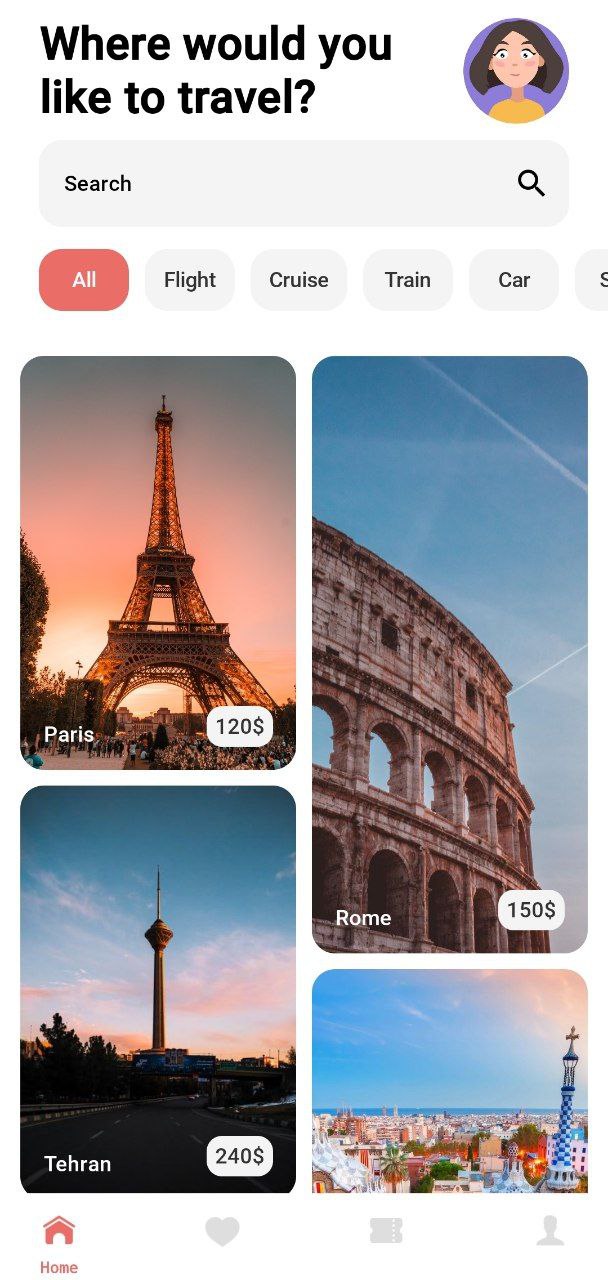 Where would you
like to travel?
Search
All Flight Cruise Train Car S
Paris 120$
Rome 150$
Tehran 240$
Home